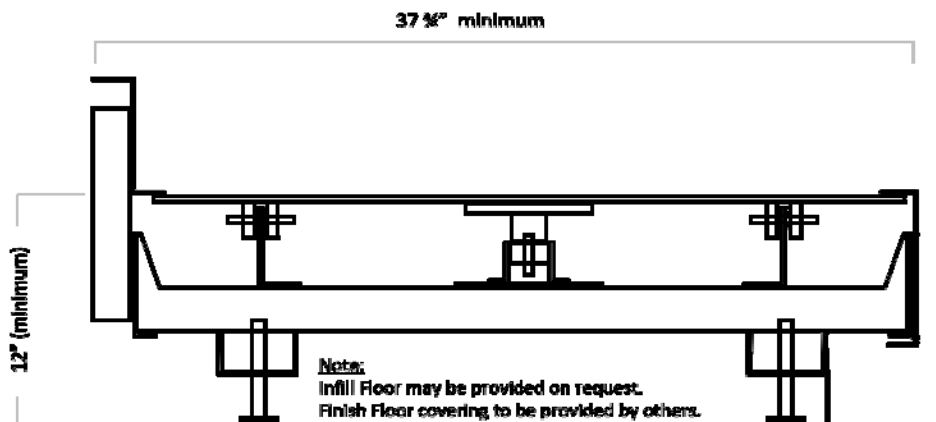 37 ¾" minimum
12" (minimum)
Note:
Infill Floor may be provided on request.
Finish Floor covering to be provided by others.